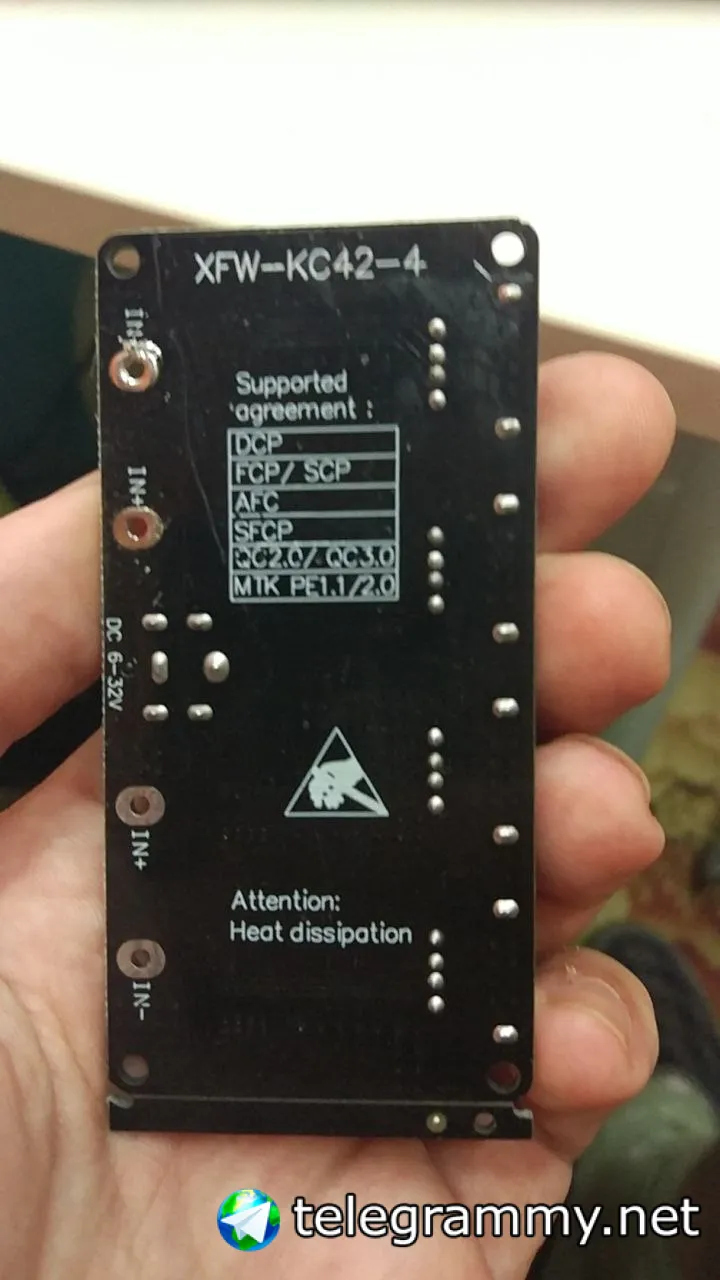 XFW-KC42-4
IN-
Supported
agreement :
DCP
FCP/ SCP
AFC
IN+
SFCP
QC2.0/ QC3.0
MTK PE1.1/2.0
DC 6-32V
IN+
Attention:
Heat dissipation
IN-
telegrammy.net